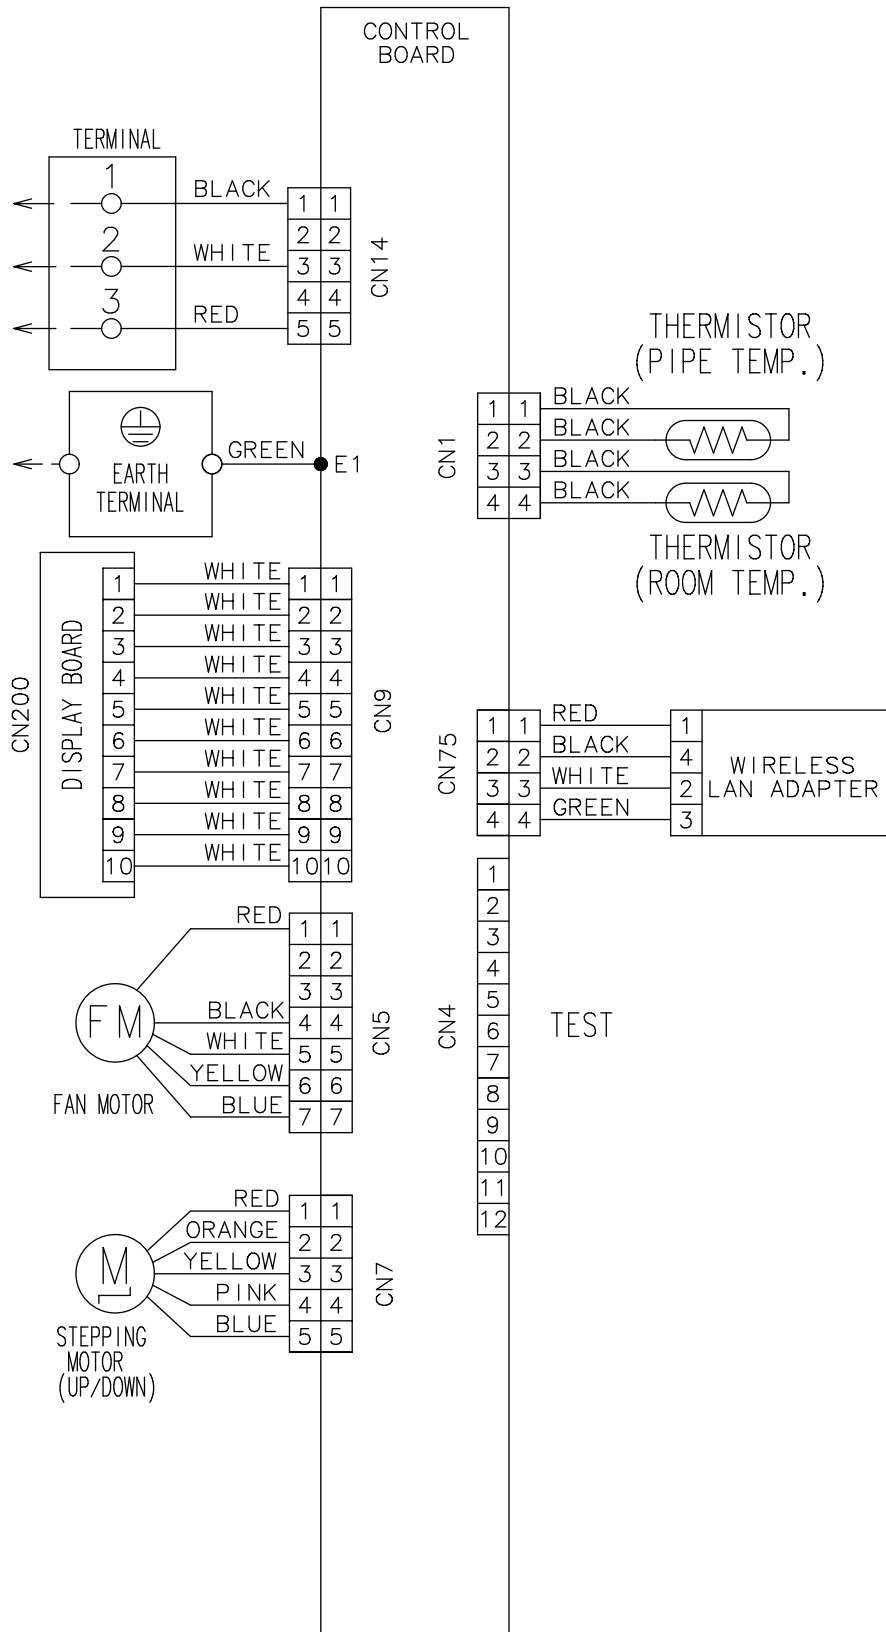 CONTROL
BOARD
TERMINAL
1
BLACK
1 1
2 2
2
WHITE
3 3
4 4
3
RED
5 5
CN14
THERMISTOR
(PIPE TEMP.)
BLACK
1 1
BLACK
2 2
BLACK
3 3
BLACK
4 4
CN1
THERMISTOR
(ROOM TEMP.)
GREEN
E1
EARTH
TERMINAL
CN200
DISPLAY BOARD
1 WHITE 1 1
2 WHITE 2 2
3 WHITE 3 3
4 WHITE 4 4
5 WHITE 5 5
6 WHITE 6 6
7 WHITE 7 7
8 WHITE 8 8
9 WHITE 9 9
10 WHITE 10 10
CN9
CN75
1 1 RED 1
2 2 BLACK 4
3 3 WHITE 2
4 4 GREEN 3
WIRELESS
LAN ADAPTER
RED 1 1
2 2
3 3
BLACK 4 4
WHITE 5 5
YELLOW 6 6
BLUE 7 7
FM
FAN MOTOR
CN5
CN4
1
2
3
4
5
6
7
8
9
10
11
12
TEST
RED 1 1
ORANGE 2 2
YELLOW 3 3
PINK 4 4
BLUE 5 5
M
CN7
STEPPING
MOTOR
(UP/DOWN)